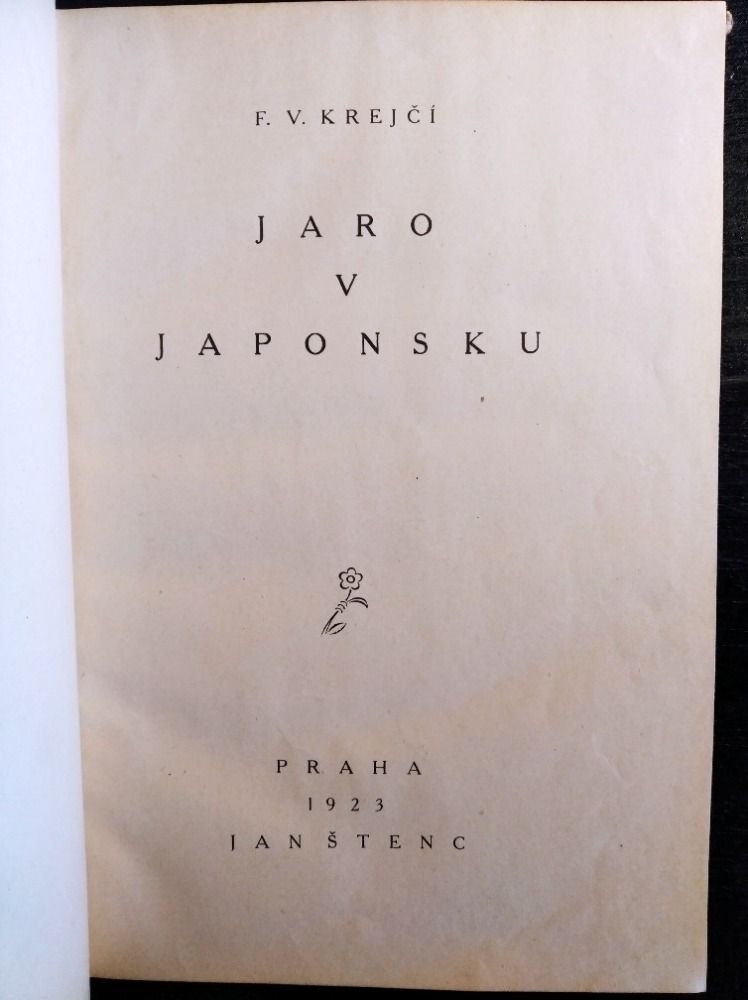 F. V. KREJČÍ
JARO
V
JAPONSKU
PRAHA
1923
JAN ŠTENC